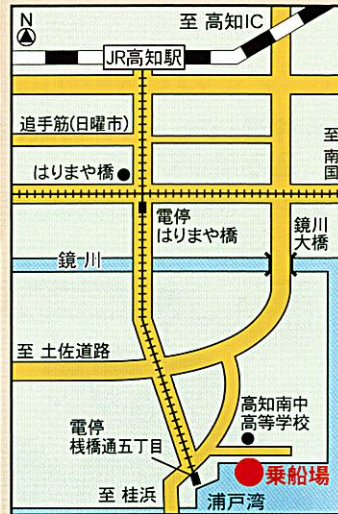 N
至 高知IC
JR高知駅
追手筋(日曜市)
至
南
国
はりまや橋
電停
はりまや橋
鏡川
大橋
鏡 川
至 土佐道路
高知南中
高等学校
電停
桟橋通五丁目
乗船場
至 桂浜
浦戸湾